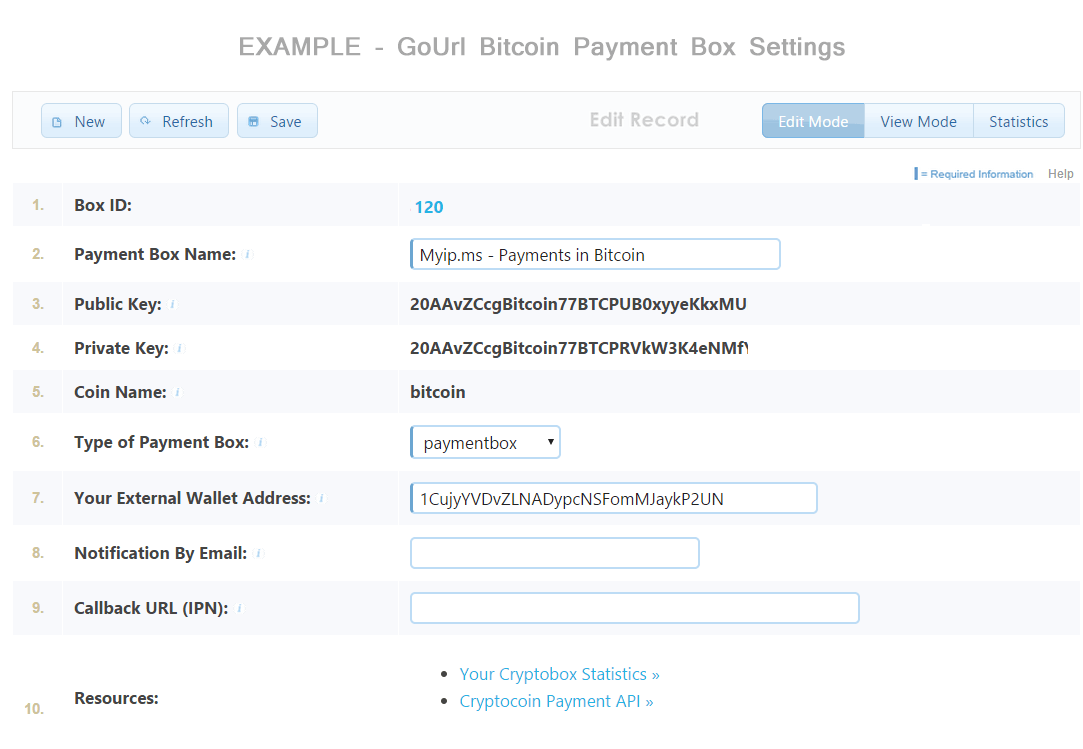 EXAMPLE - GoUrl Bitcoin Payment Box Settings
New Refresh Save Edit Record Edit Mode View Mode Statistics
= Required Information Help
1. Box ID: 120
2. Payment Box Name: i Myip.ms - Payments in Bitcoin
3. Public Key: i 20AAvZCcgBitcoin77BTCPUB0xyyeKkxMU
4. Private Key: i 20AAvZCcgBitcoin77BTCPRVkW3K4eNMfY
5. Coin Name: i bitcoin
6. Type of Payment Box: i paymentbox
7. Your External Wallet Address: i 1CujyYVDvZLNADypcNSFomMJaykP2UN
8. Notification By Email: i
9. Callback URL (IPN): i
10. Resources:
• Your Cryptobox Statistics »
• Cryptocoin Payment API »